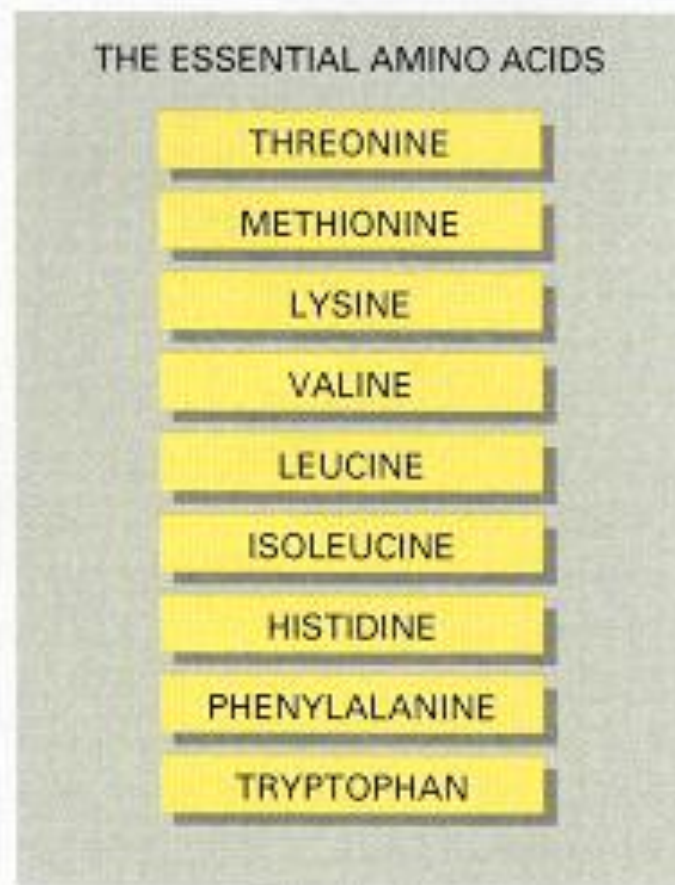 THE ESSENTIAL AMINO ACIDS
THREONINE
METHIONINE
LYSINE
VALINE
LEUCINE
ISOLEUCINE
HISTIDINE
PHENYLALANINE
TRYPTOPHAN